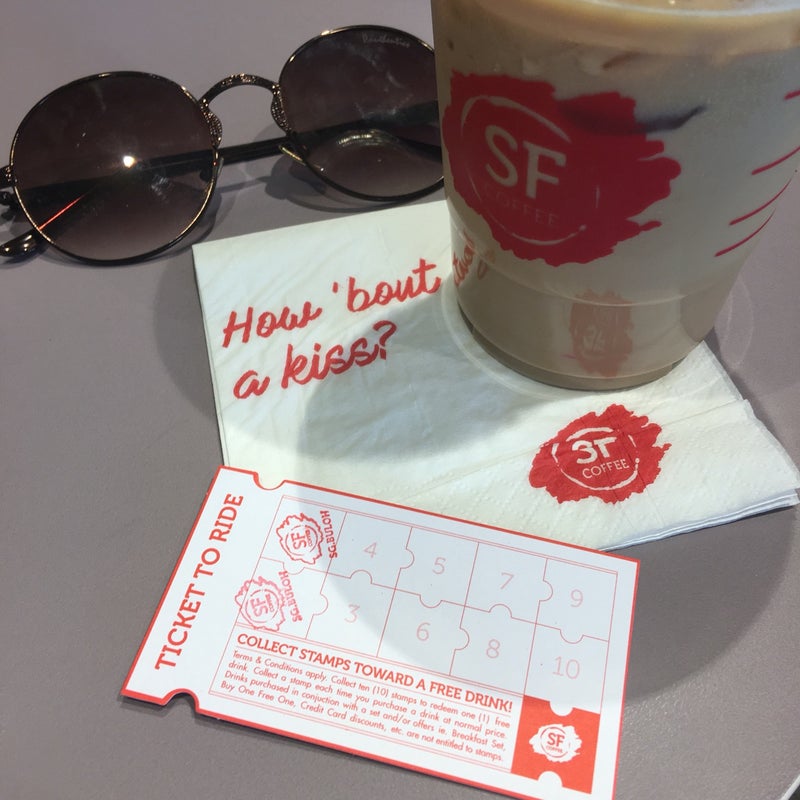 SF
COFFEE
How 'bout
a kiss?
SF
COFFEE
TICKET TO RIDE
SF
SG.BULOH
4
5
7
9
SF
SG.BULOH
3
6
8
10
COLLECT STAMPS TOWARD A FREE DRINK!
Terms & Conditions apply. Collect ten (10) stamps to redeem one (1) free
drink. Collect a stamp each time you purchase a drink at normal price.
Drinks purchased in conjuction with a set and/or offers ie. Breakfast Set,
Buy One Free One, Credit Card discounts, etc. are not entitled to stamps.
SF
COFFEE